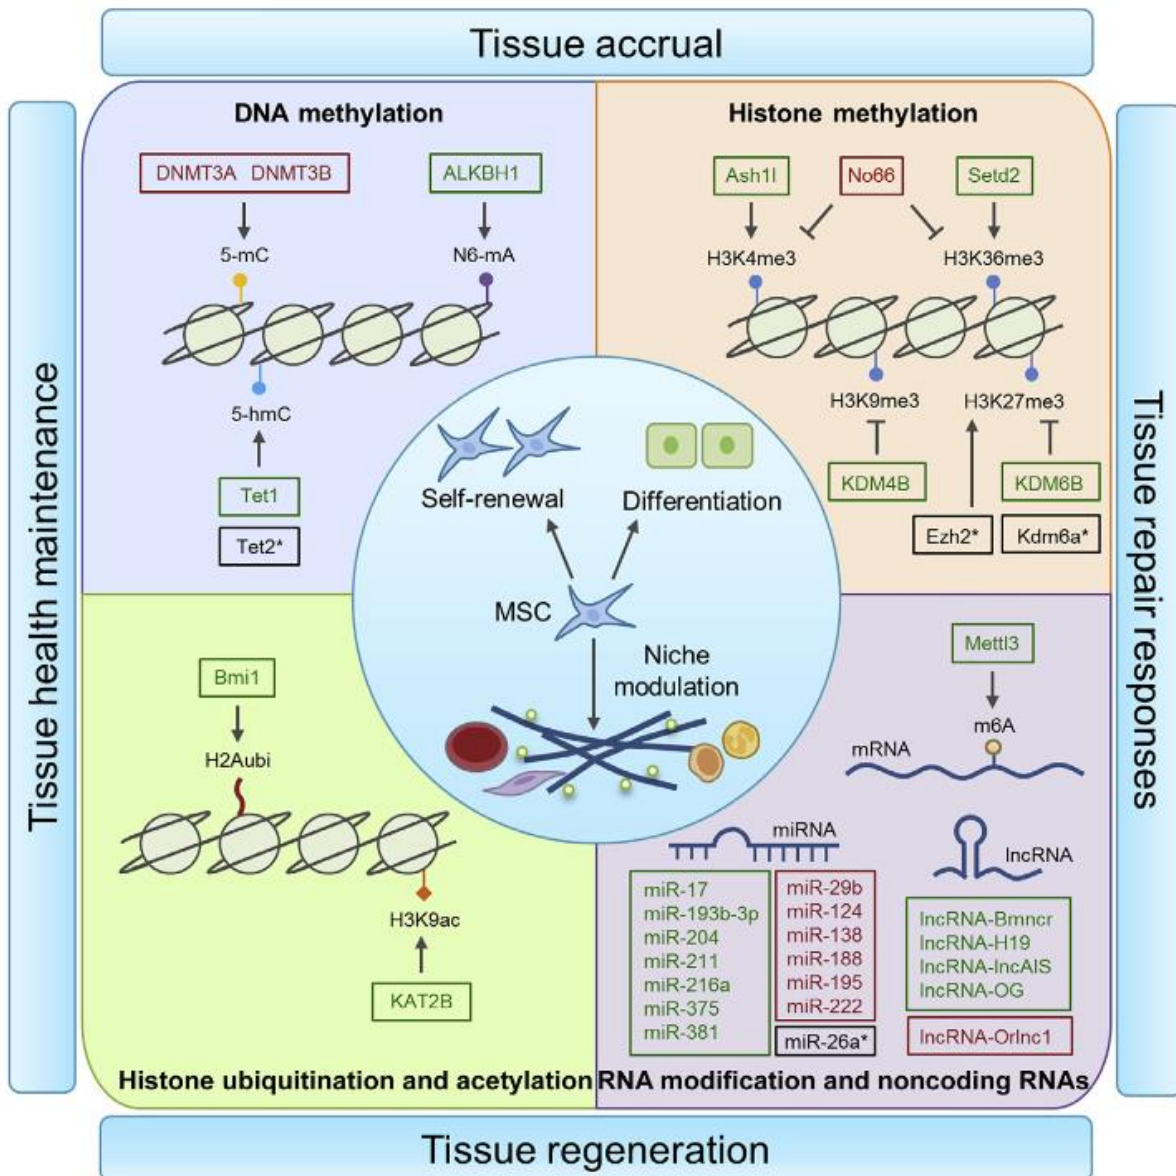 Tissue accrual
Tissue health maintenance
DNA methylation
DNMT3A DNMT3B
ALKBH1
5-mC
N6-mA
5-hmC
Tet1
Tet2*
Histone methylation
Ash1l
No66
Setd2
H3K4me3
H3K36me3
H3K9me3
H3K27me3
KDM4B
KDM6B
Ezh2*
Kdm6a*
Tissue repair responses
Self-renewal
Differentiation
MSC
Niche
modulation
Bmi1
H2Aubi
H3K9ac
KAT2B
Histone ubiquitination and acetylation
Mettl3
m6A
mRNA
miRNA
lncRNA
miR-17
miR-193b-3p
miR-204
miR-211
miR-216a
miR-375
miR-381
miR-29b
miR-124
miR-138
miR-188
miR-195
miR-222
miR-26a*
lncRNA-Bmncr
lncRNA-H19
lncRNA-lncAIS
lncRNA-OG
lncRNA-Orlnc1
RNA modification and noncoding RNAs
Tissue regeneration